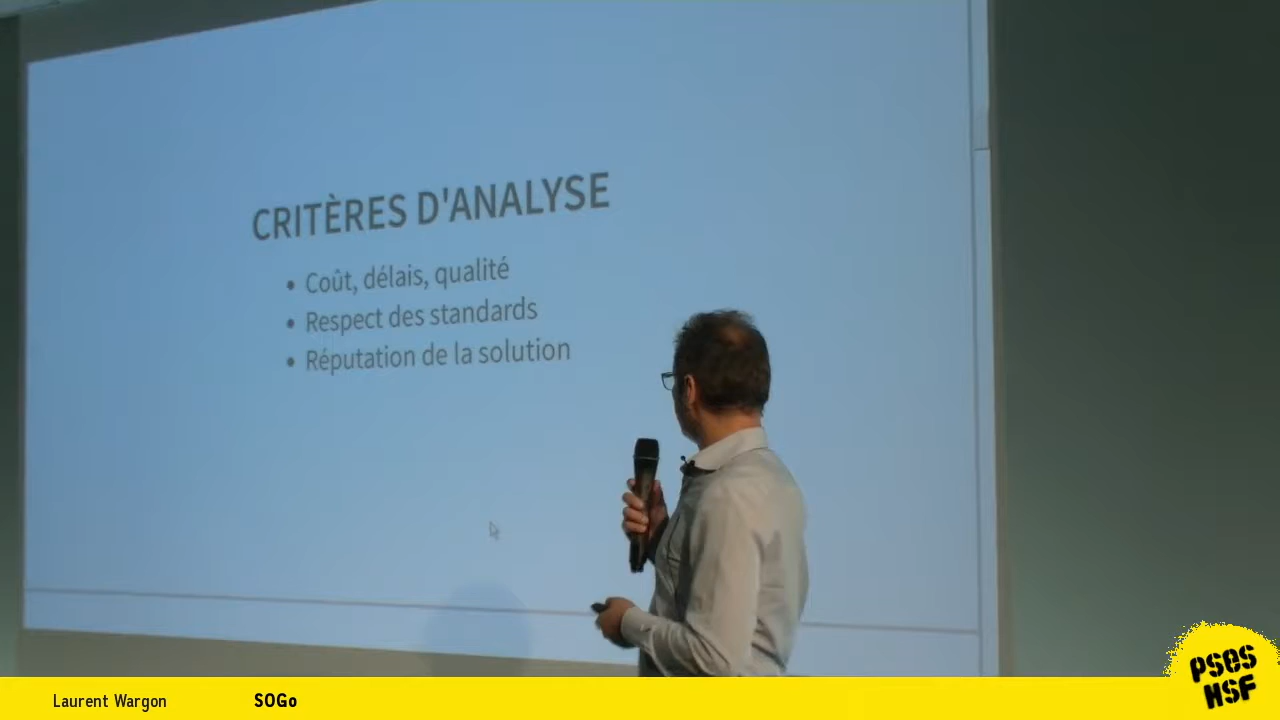 CRITÈRES D'ANALYSE
• Coût, délais, qualité
• Respect des standards
• Réputation de la solution
Laurent Wargon SOGo
PSES
HSF